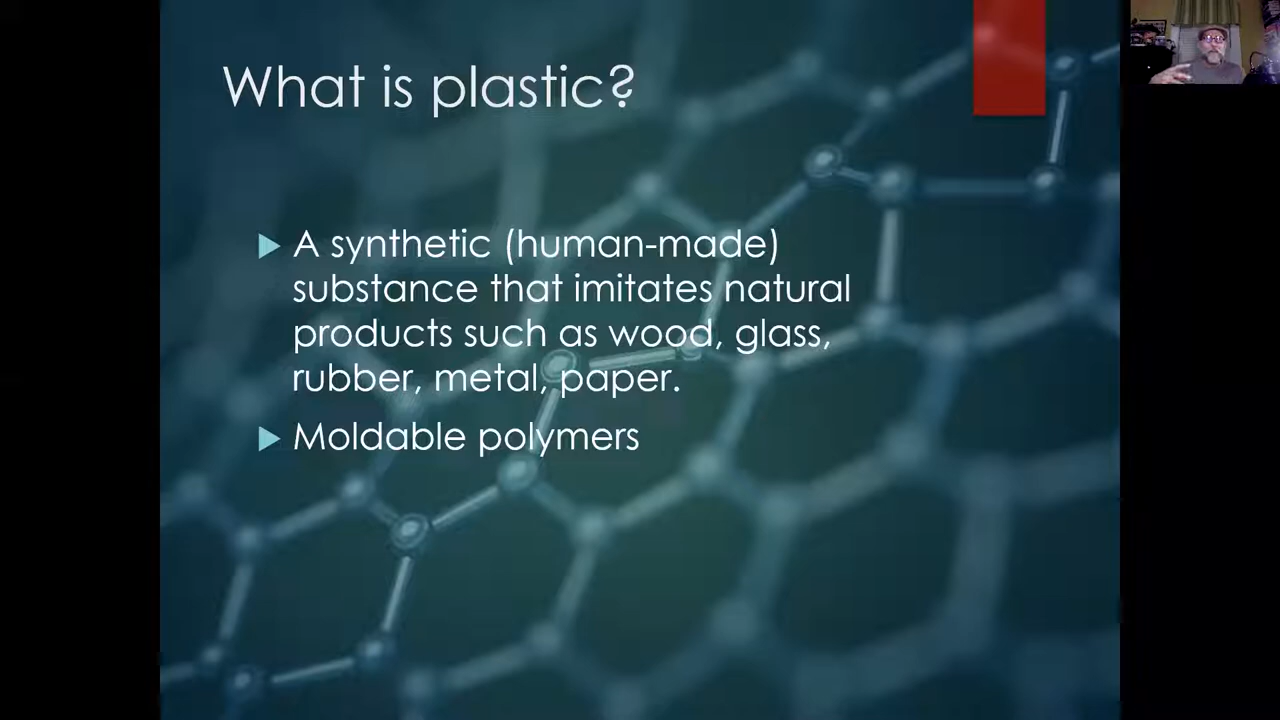 What is plastic?
A synthetic (human-made)
substance that imitates natural
products such as wood, glass,
rubber, metal, paper.
Moldable polymers